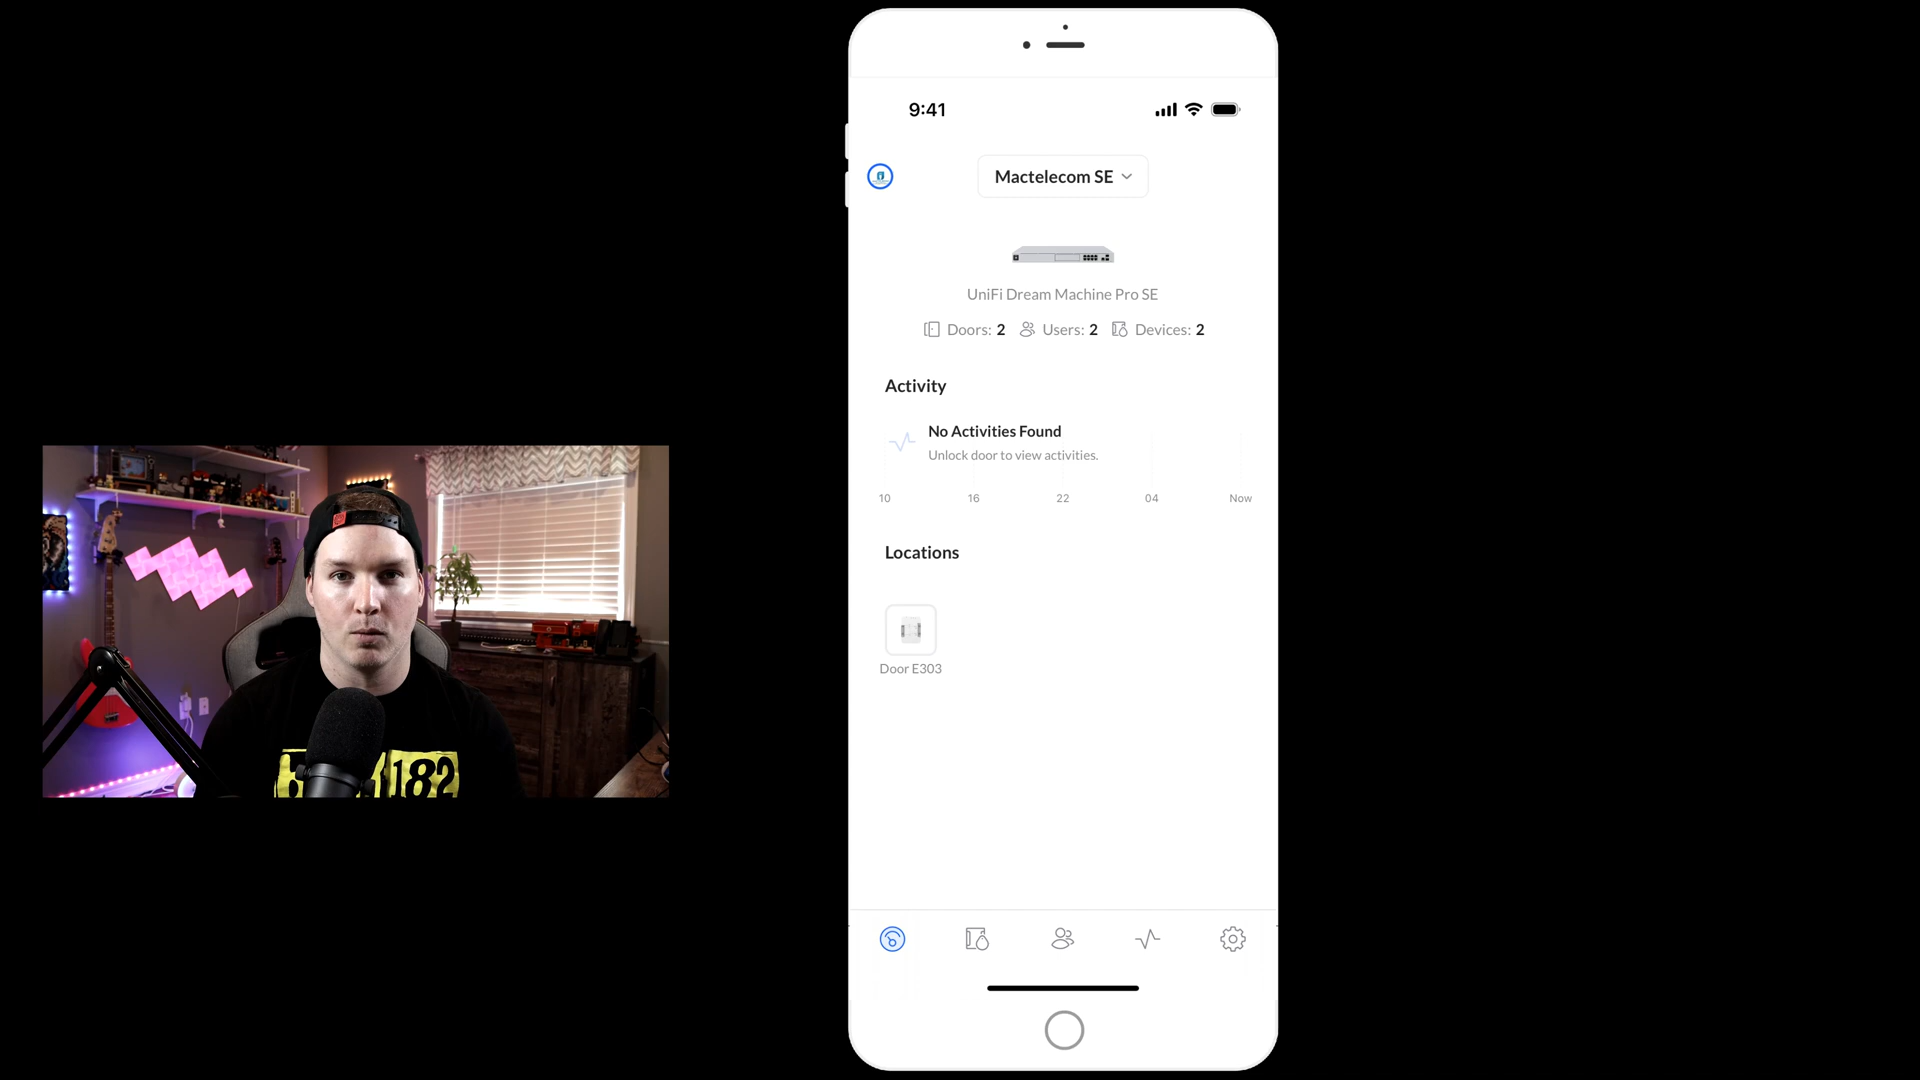 9:41
Mactelecom SE
UniFi Dream Machine Pro SE
Doors: 2 Users: 2 Devices: 2
Activity
No Activities Found
Unlock door to view activities.
10 16 22 04 Now
Locations
Door E303
182